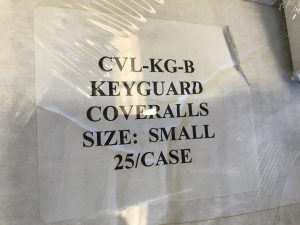 CVL-KG-B
KEYGUARD
COVERALLS
SIZE: SMALL
25/CASE